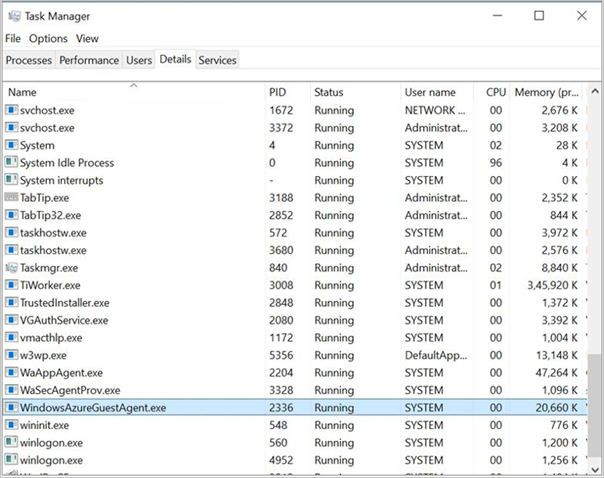 Task Manager
File Options View
Processes Performance Users Details Services
Name PID Status User name CPU Memory (pr...
svchost.exe 1672 Running NETWORK ... 00 2,676 K
svchost.exe 3372 Running Administrat... 00 3,208 K
System 4 Running SYSTEM 02 28 K
System Idle Process 0 Running SYSTEM 96 4 K
System interrupts - Running SYSTEM 00 0 K
TabTip.exe 3188 Running Administrat... 00 2,352 K
TabTip32.exe 2852 Running Administrat... 00 844 K
taskhostw.exe 572 Running SYSTEM 00 3,972 K
taskhostw.exe 3680 Running Administrat... 00 2,576 K
Taskmgr.exe 840 Running Administrat... 02 8,840 K
TiWorker.exe 3008 Running SYSTEM 01 3,45,920 K
TrustedInstaller.exe 2848 Running SYSTEM 00 1,372 K
VGAuthService.exe 2080 Running SYSTEM 00 3,392 K
vmacthlp.exe 1172 Running SYSTEM 00 1,004 K
w3wp.exe 5356 Running DefaultApp... 00 13,148 K
WaAppAgent.exe 2204 Running SYSTEM 00 47,264 K
WaSecAgentProv.exe 3328 Running SYSTEM 00 1,096 K
WindowsAzureGuestAgent.exe 2336 Running SYSTEM 00 20,660 K
wininit.exe 548 Running SYSTEM 00 776 K
winlogon.exe 560 Running SYSTEM 00 1,200 K
winlogon.exe 4952 Running SYSTEM 00 1,256 K